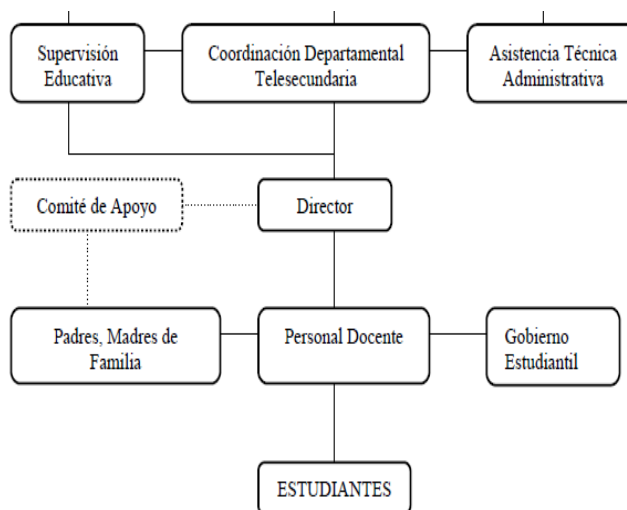 Supervisión
Educativa
Coordinación Departamental
Telesecundaria
Asistencia Técnica
Administrativa
Comité de Apoyo
Director
Padres, Madres de
Familia
Personal Docente
Gobierno
Estudiantil
ESTUDIANTES